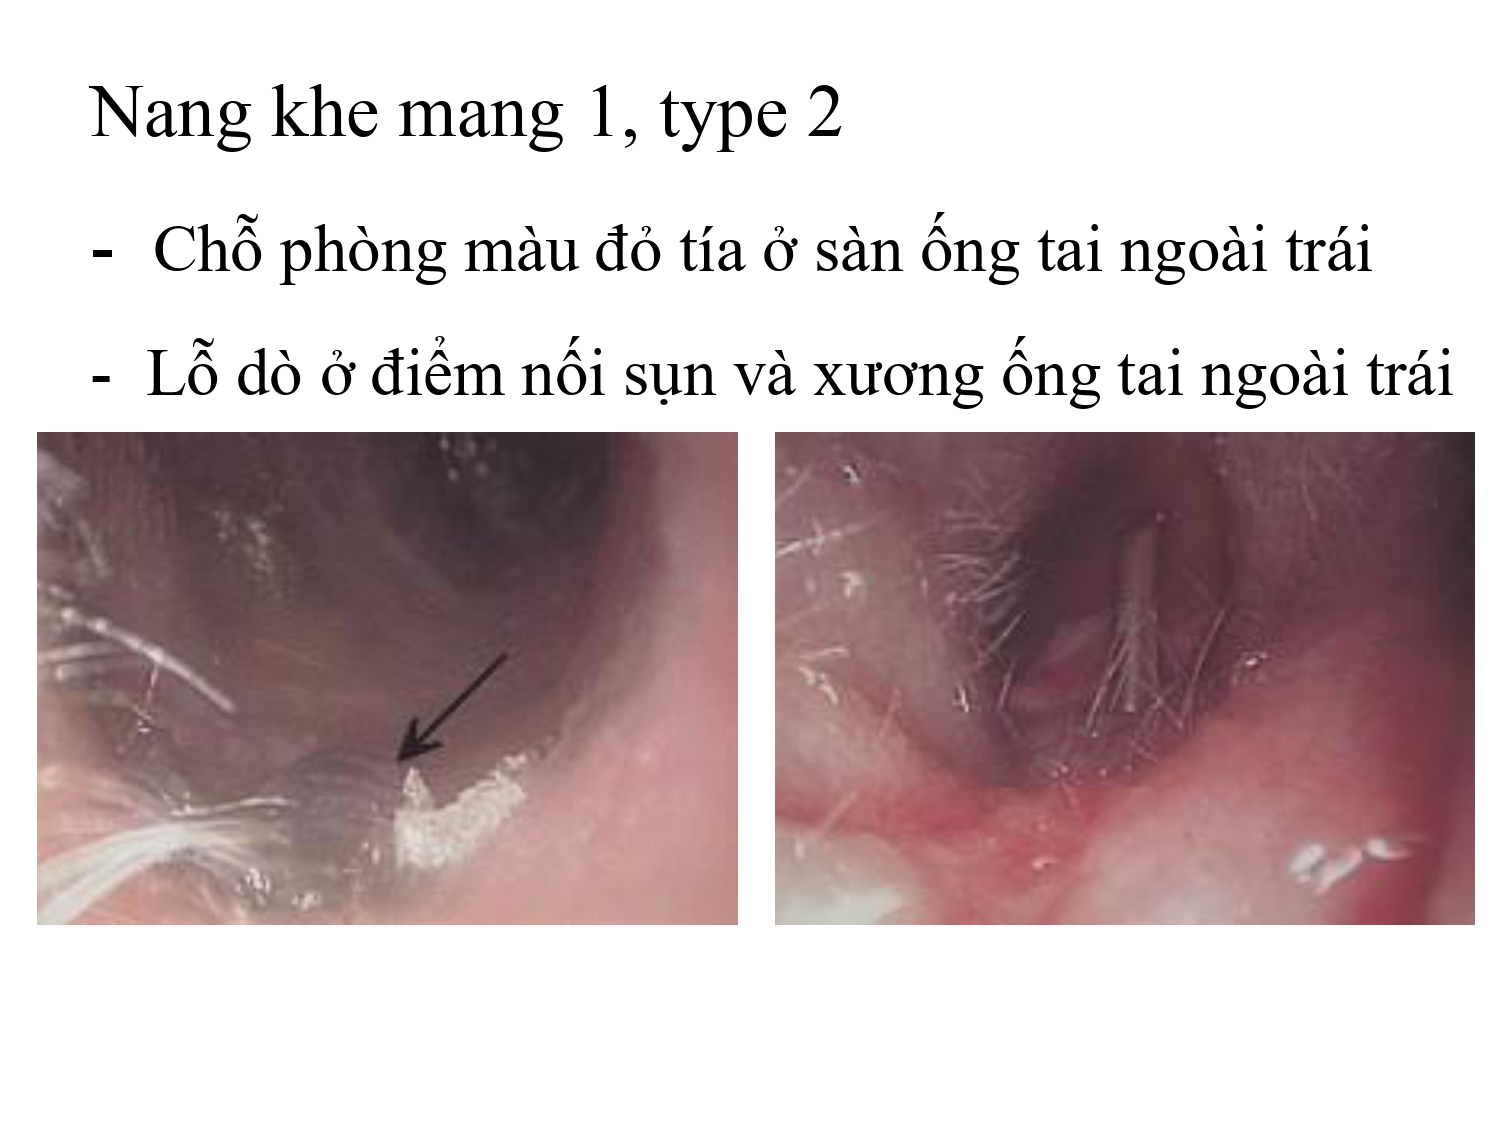 Nang khe mang 1, type 2
- Chỗ phòng màu đỏ tía ở sàn ống tai ngoài trái
- Lỗ dò ở điểm nối sụn và xương ống tai ngoài trái